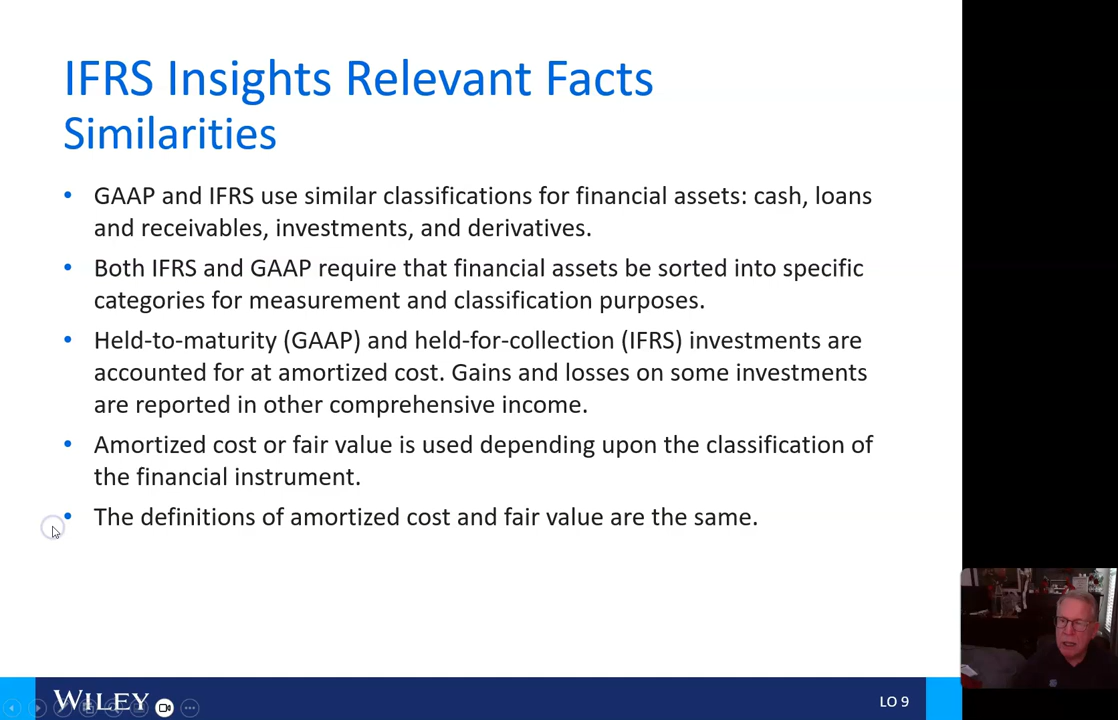 IFRS Insights Relevant Facts
Similarities
• GAAP and IFRS use similar classifications for financial assets: cash, loans
and receivables, investments, and derivatives.
• Both IFRS and GAAP require that financial assets be sorted into specific
categories for measurement and classification purposes.
• Held-to-maturity (GAAP) and held-for-collection (IFRS) investments are
accounted for at amortized cost. Gains and losses on some investments
are reported in other comprehensive income.
• Amortized cost or fair value is used depending upon the classification of
the financial instrument.
• The definitions of amortized cost and fair value are the same.
WILEY
LO 9